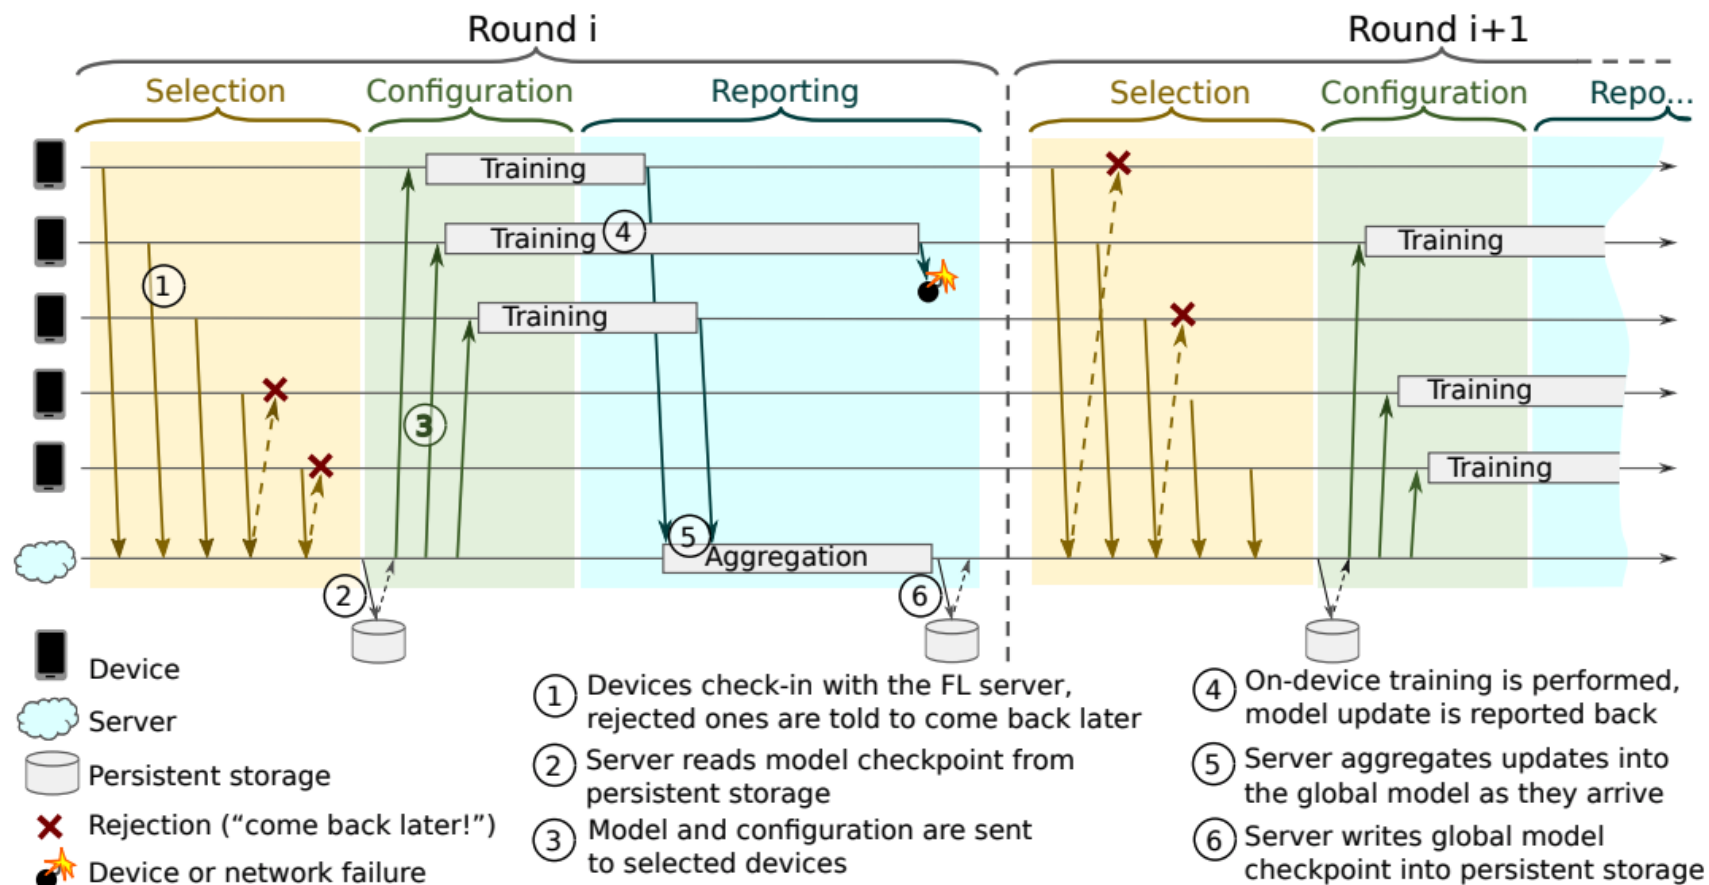 Round i
Round i+1
Selection
Configuration
Reporting
Selection
Configuration
Repo...
Training
Training
4
Training
1
3
Training
Training
Training
5
Aggregation
2
6
Device
Server
Persistent storage
Rejection (“come back later!”)
Device or network failure
1
Devices check-in with the FL server,
rejected ones are told to come back later
2
Server reads model checkpoint from
persistent storage
3
Model and configuration are sent
to selected devices
4
On-device training is performed,
model update is reported back
5
Server aggregates updates into
the global model as they arrive
6
Server writes global model
checkpoint into persistent storage